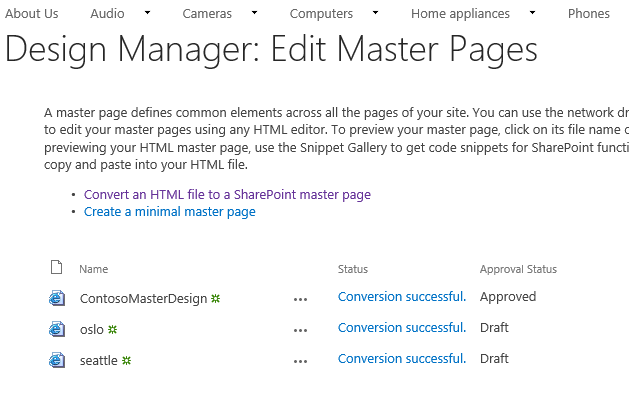 About Us Audio Cameras Computers Home appliances Phones
Design Manager: Edit Master Pages
A master page defines common elements across all the pages of your site. You can use the network
to edit your master pages using any HTML editor. To preview your master page, click on its file name
previewing your HTML master page, use the Snippet Gallery to get code snippets for SharePoint
copy and paste into your HTML file.
• Convert an HTML file to a SharePoint master page
• Create a minimal master page
Name Status Approval Status
ContosoMasterDesign ... Conversion successful. Approved
oslo ... Conversion successful. Draft
seattle ... Conversion successful. Draft